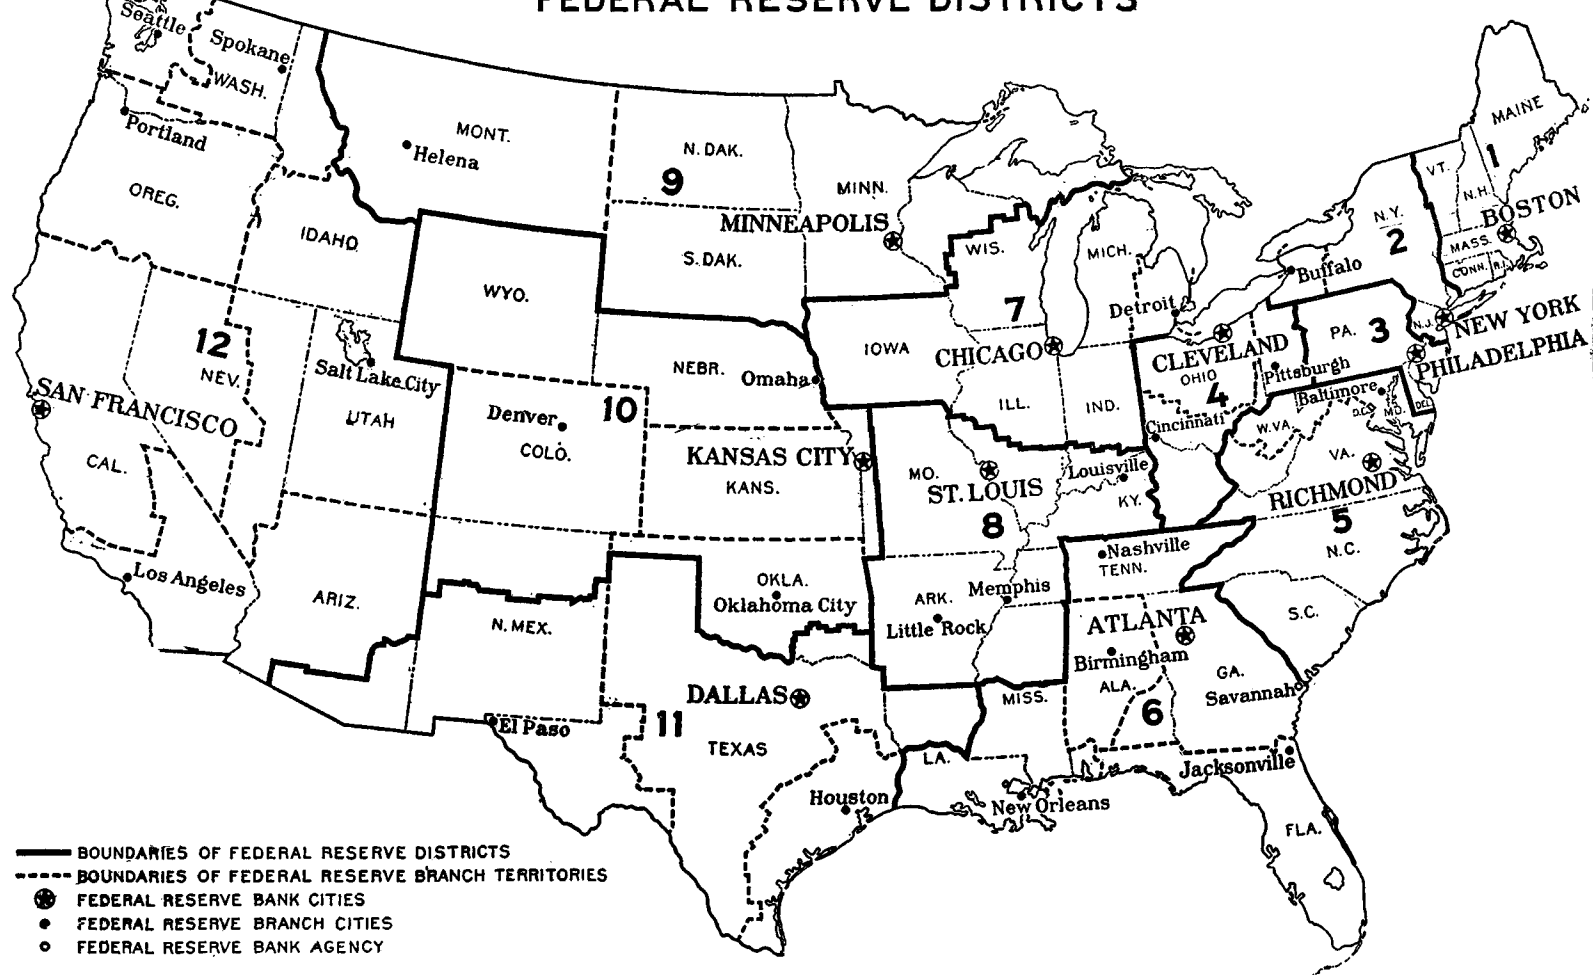 FEDERAL RESERVE DISTRICTS
Seattle
Spokane
WASH.
Portland
OREG.
MONT.
Helena
IDAHO
N. DAK.
9
MINN.
MINNEAPOLIS
S. DAK.
WYO.
WIS.
MICH.
7
Detroit
IOWA
CHICAGO
MAINE
VT.
1
N.H.
BOSTON
N.Y.
2
MASS.
CONN.
R.I.
Buffalo
NEW YORK
N.J.
PA.
3
PHILADELPHIA
CLEVELAND
OHIO
4
Pittsburgh
Cincinnati
Baltimore
D.C.
MD.
DEL.
W.VA.
VA.
RICHMOND
5
N.C.
S.C.
12
NEV.
SAN FRANCISCO
CAL.
Los Angeles
Salt Lake City
UTAH
ARIZ.
NEBR.
Omaha
10
Denver
COLO.
KANSAS CITY
KANS.
ILL.
IND.
MO.
ST. LOUIS
8
Louisville
KY.
Nashville
TENN.
Memphis
ARK.
Little Rock
OKLA.
Oklahoma City
N. MEX.
El Paso
DALLAS
11
TEXAS
Houston
LA.
New Orleans
MISS.
ATLANTA
Birmingham
ALA.
6
GA.
Savannah
Jacksonville
FLA.
BOUNDARIES OF FEDERAL RESERVE DISTRICTS
BOUNDARIES OF FEDERAL RESERVE BRANCH TERRITORIES
FEDERAL RESERVE BANK CITIES
FEDERAL RESERVE BRANCH CITIES
FEDERAL RESERVE BANK AGENCY